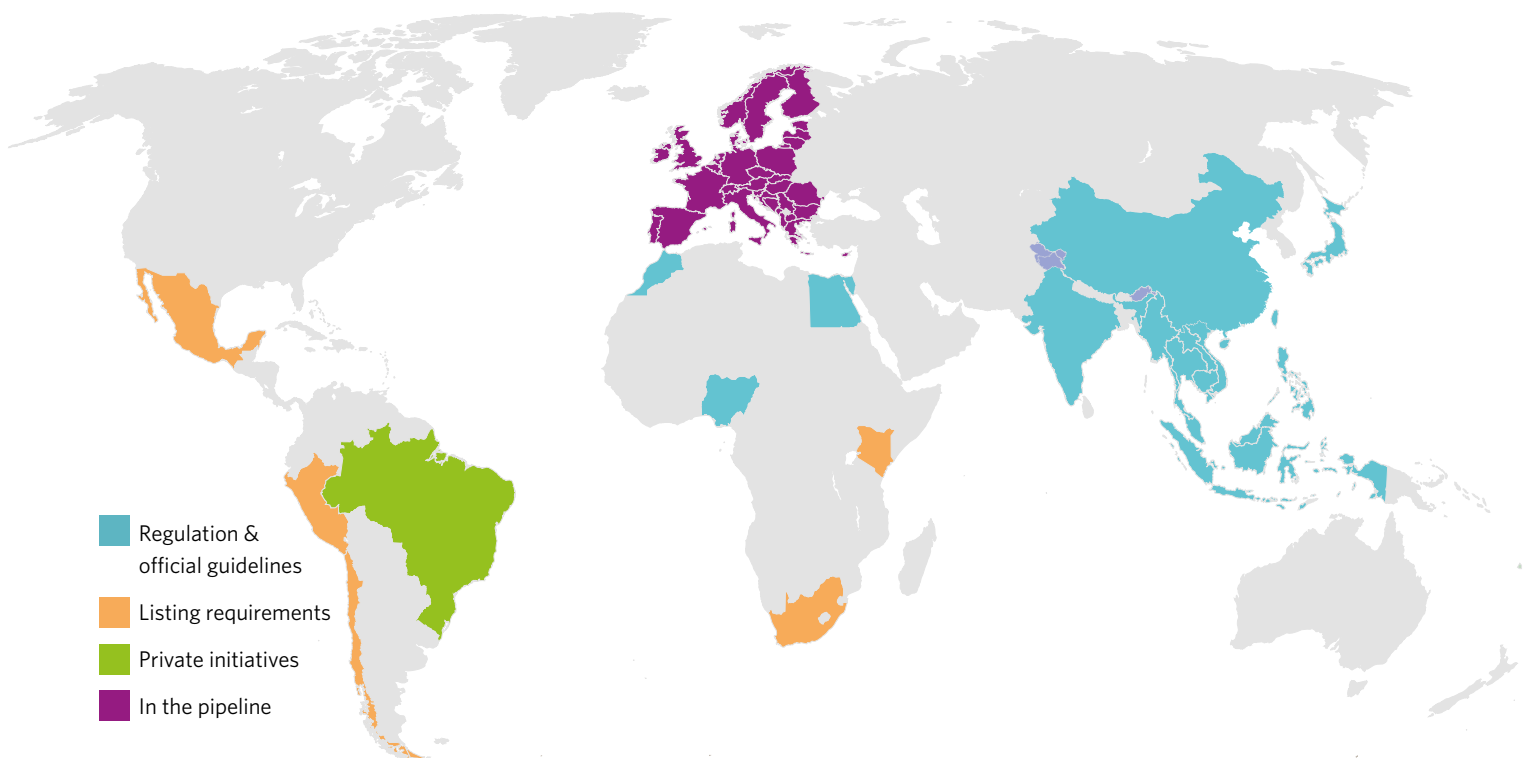 Regulation &
official guidelines
Listing requirements
Private initiatives
In the pipeline